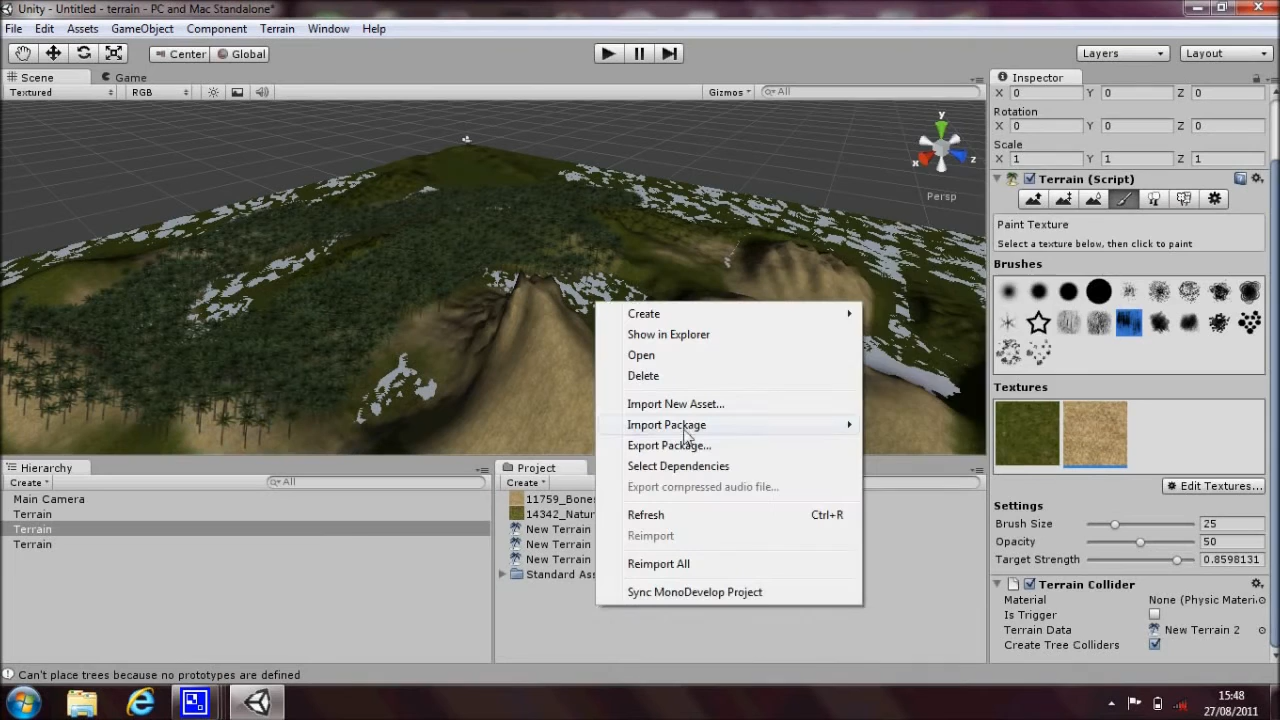 Unity - Untitled - terrain - PC and Mac Standalone*
File Edit Assets GameObject Component Terrain Window Help
Center Global Layers Layout
Scene Game
Textured RGB Gizmos All
Inspector
X 0 Y 0 Z 0
Rotation
X 0 Y 0 Z 0
Scale
X 1 Y 1 Z 1
Terrain (Script)
Paint Texture
Select a texture below, then click to paint
Brushes
Textures
Edit Textures...
Settings
Brush Size 25
Opacity 50
Target Strength 0.8598131
Terrain Collider
Material None (Physic Materi
Is Trigger
Terrain Data New Terrain 2
Create Tree Colliders
y
x
z
Persp
Create
Show in Explorer
Open
Delete
Import New Asset...
Import Package
Export Package...
Select Dependencies
Export compressed audio file...
Refresh Ctrl+R
Reimport
Reimport All
Sync MonoDevelop Project
Hierarchy
Create All
Main Camera
Terrain
Terrain
Terrain
Project
Create
11759_Bones
14342_Natur
New Terrain
New Terrain
New Terrain
Standard Ass
Can't place trees because no prototypes are defined
15:48
27/08/2011